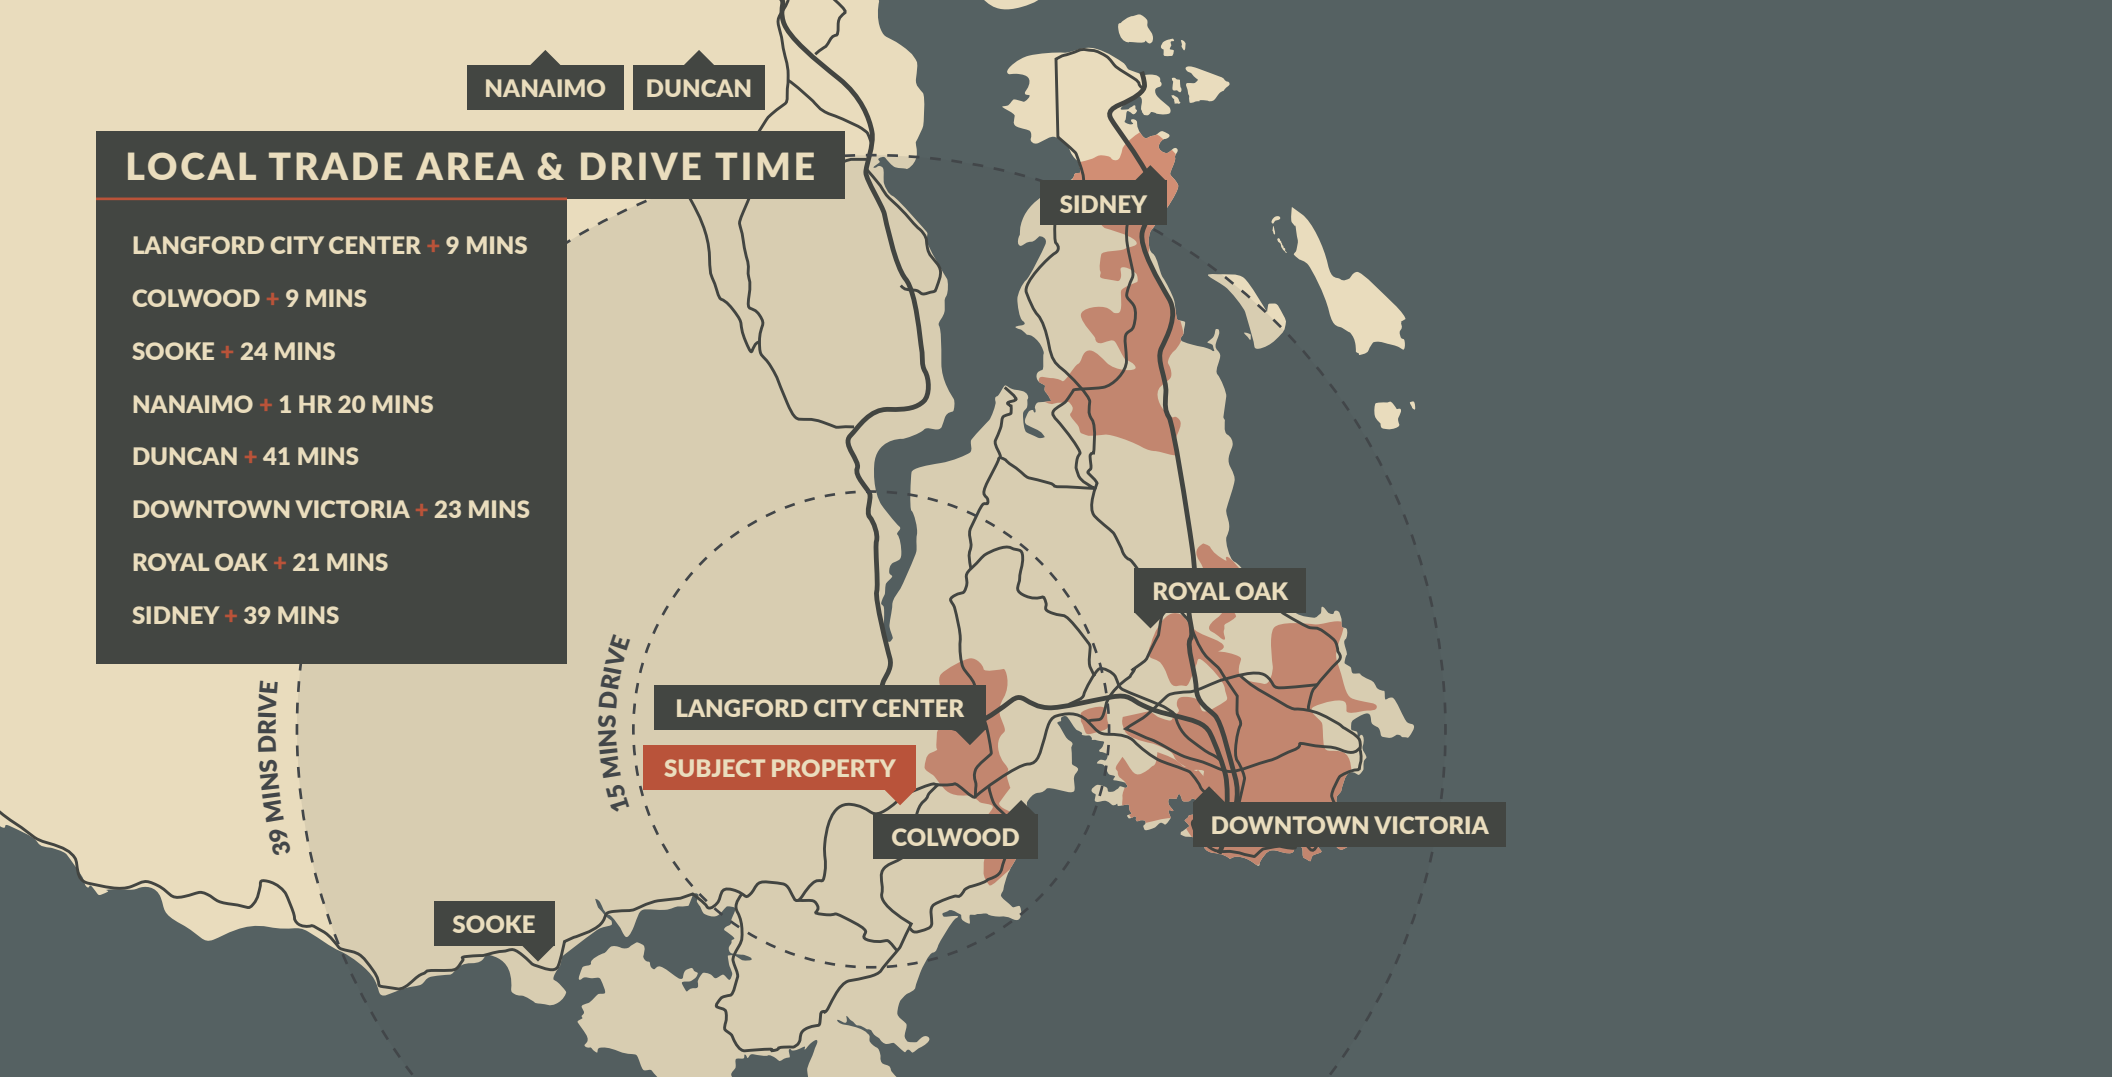 NANAIMO
DUNCAN
LOCAL TRADE AREA & DRIVE TIME
LANGFORD CITY CENTER + 9 MINS
COLWOOD + 9 MINS
SOOKE + 24 MINS
NANAIMO + 1 HR 20 MINS
DUNCAN + 41 MINS
DOWNTOWN VICTORIA + 23 MINS
ROYAL OAK + 21 MINS
SIDNEY + 39 MINS
SIDNEY
ROYAL OAK
39 MINS DRIVE
15 MINS DRIVE
LANGFORD CITY CENTER
SUBJECT PROPERTY
COLWOOD
DOWNTOWN VICTORIA
SOOKE